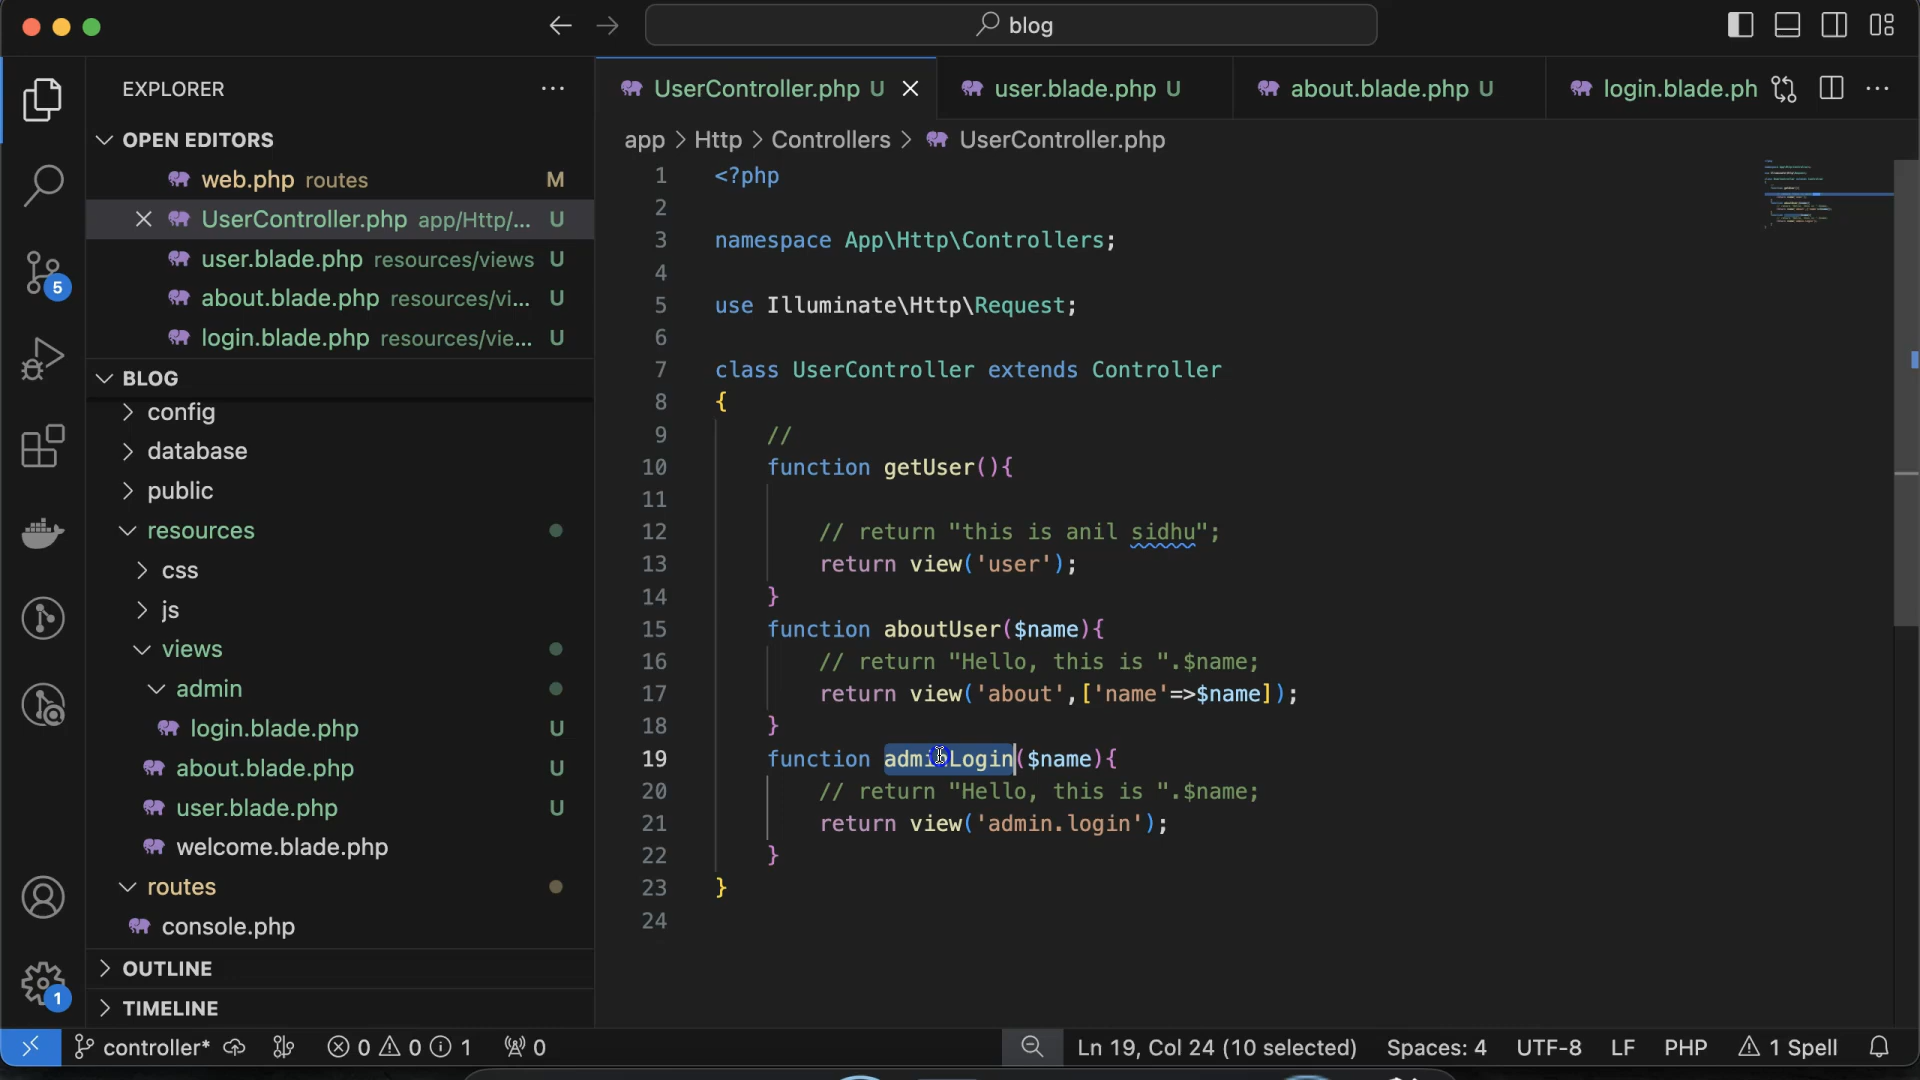 blog
EXPLORER
OPEN EDITORS
web.php routes M
UserController.php app/Http/... U
user.blade.php resources/views U
about.blade.php resources/vi... U
login.blade.php resources/vie... U
BLOG
config
database
public
resources
css
js
views
admin
login.blade.php U
about.blade.php U
user.blade.php U
welcome.blade.php
routes
console.php
OUTLINE
TIMELINE
5
1
UserController.php U
user.blade.php U
about.blade.php U
login.blade.ph
app > Http > Controllers > UserController.php
1 <?php
2
3 namespace App\Http\Controllers;
4
5 use Illuminate\Http\Request;
6
7 class UserController extends Controller
8 {
9 //
10 function getUser(){
11
12 // return "this is anil sidhu";
13 return view('user');
14 }
15 function aboutUser($name){
16 // return "Hello, this is ".$name;
17 return view('about',['name'=>$name]);
18 }
19 function adminLogin($name){
20 // return "Hello, this is ".$name;
21 return view('admin.login');
22 }
23 }
24
controller* 0 0 1 0 Ln 19, Col 24 (10 selected) Spaces: 4 UTF-8 LF PHP 1 Spell